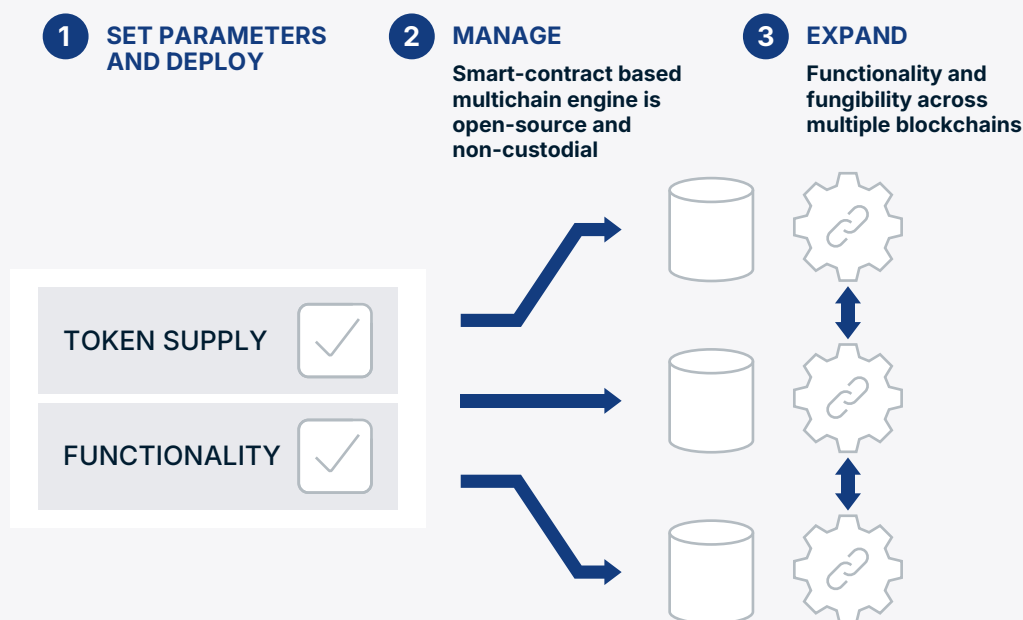 1
SET PARAMETERS
AND DEPLOY
2
MANAGE
Smart-contract based
multichain engine is
open-source and
non-custodial
3
EXPAND
Functionality and
fungibility across
multiple blockchains
TOKEN SUPPLY
FUNCTIONALITY